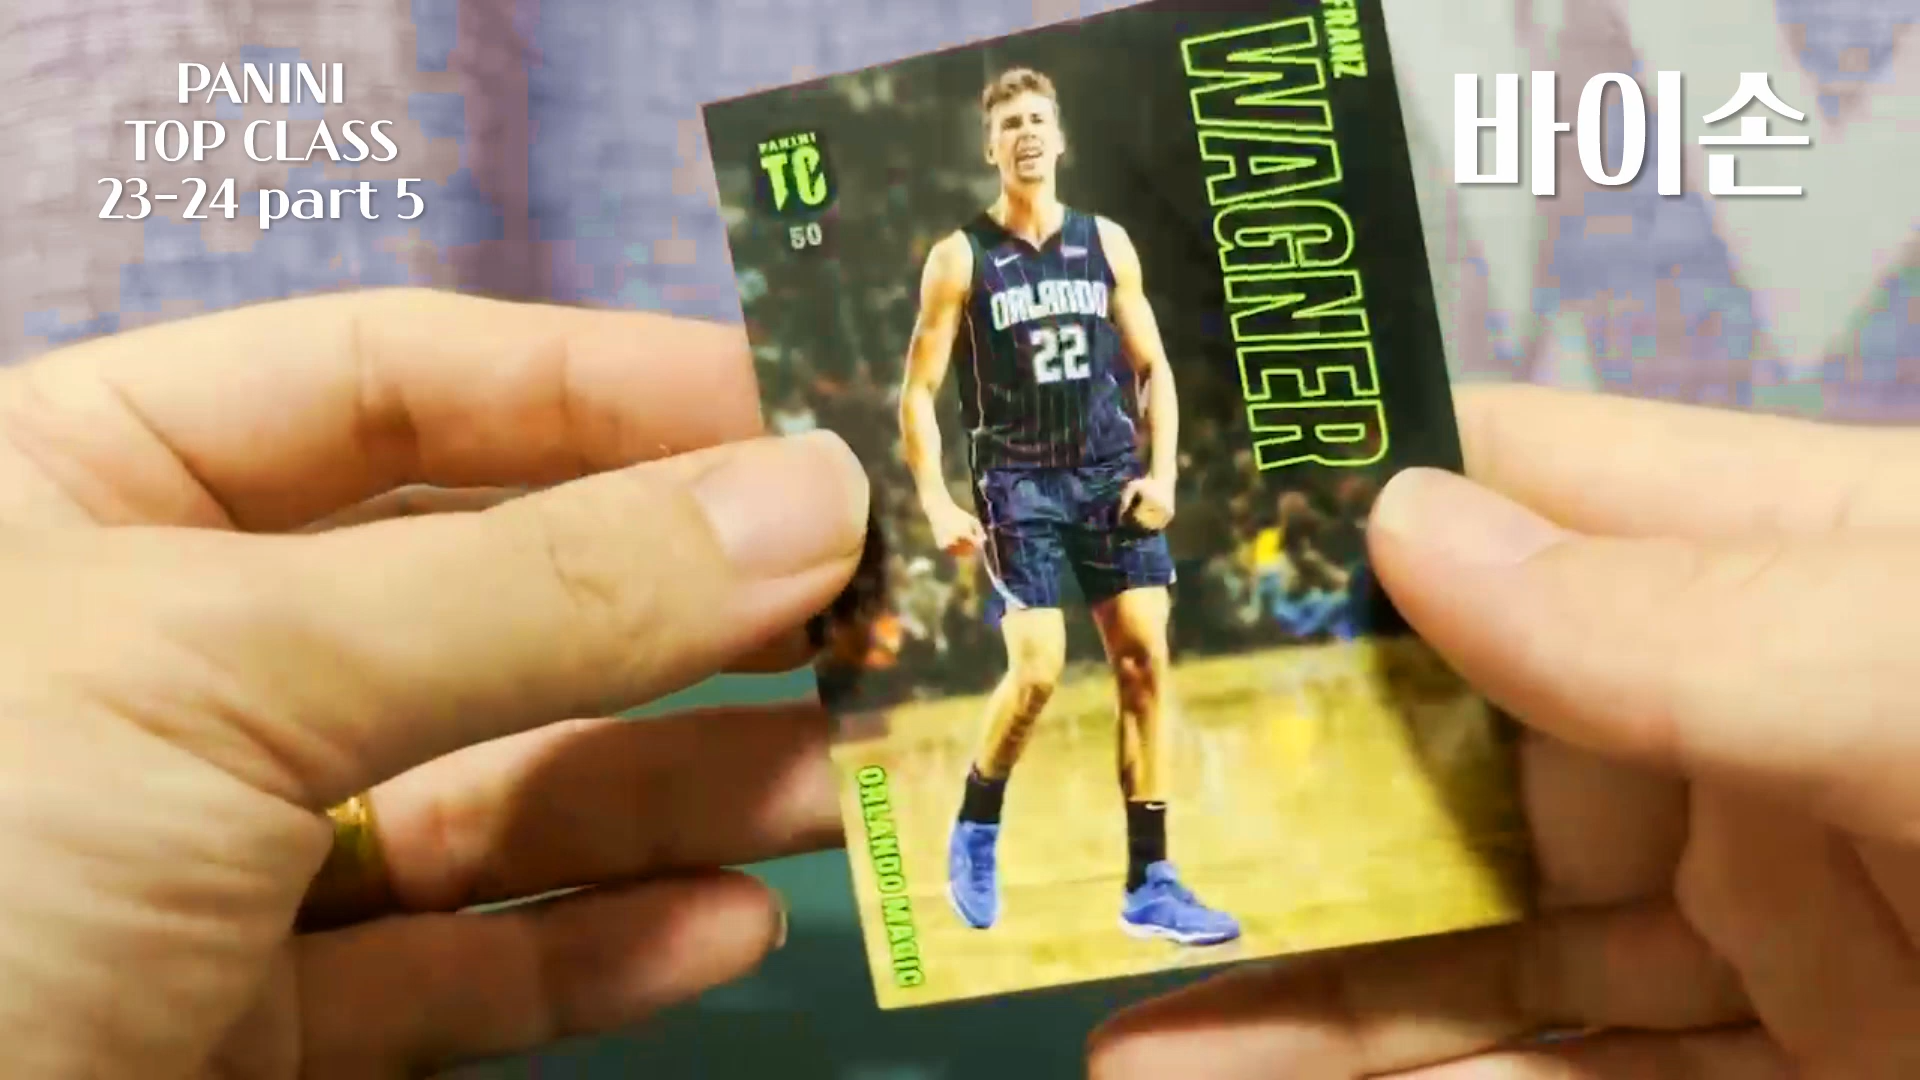 PANINI
TOP CLASS
23-24 part 5
바이손
PANINI
TC
50
FRANZ
WAGNER
ORLANDO
22
ORLANDO MAGIC